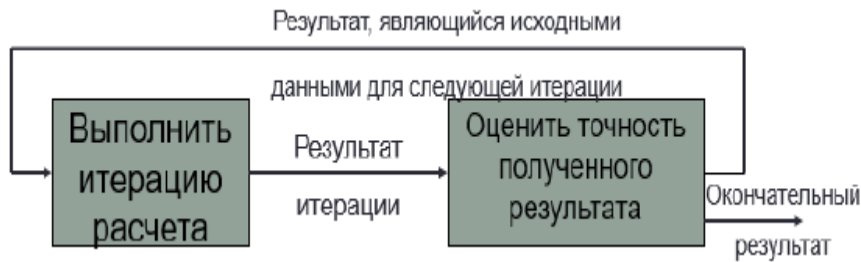 Результат, являющийся исходными
данными для следующей итерации
Выполнить
итерацию
расчета
Результат
итерации
Оценить точность
полученного
результата
Окончательный
результат